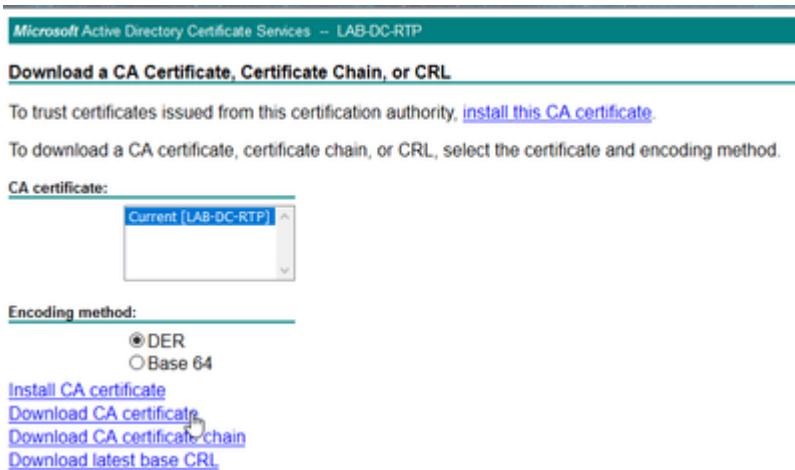 Microsoft Active Directory Certificate Services -- LAB-DC-RTP
Download a CA Certificate, Certificate Chain, or CRL
To trust certificates issued from this certification authority, install this CA certificate.
To download a CA certificate, certificate chain, or CRL, select the certificate and encoding method.
CA certificate:
Current [LAB-DC-RTP]
Encoding method:
DER
Base 64
Install CA certificate
Download CA certificate
Download CA certificate chain
Download latest base CRL